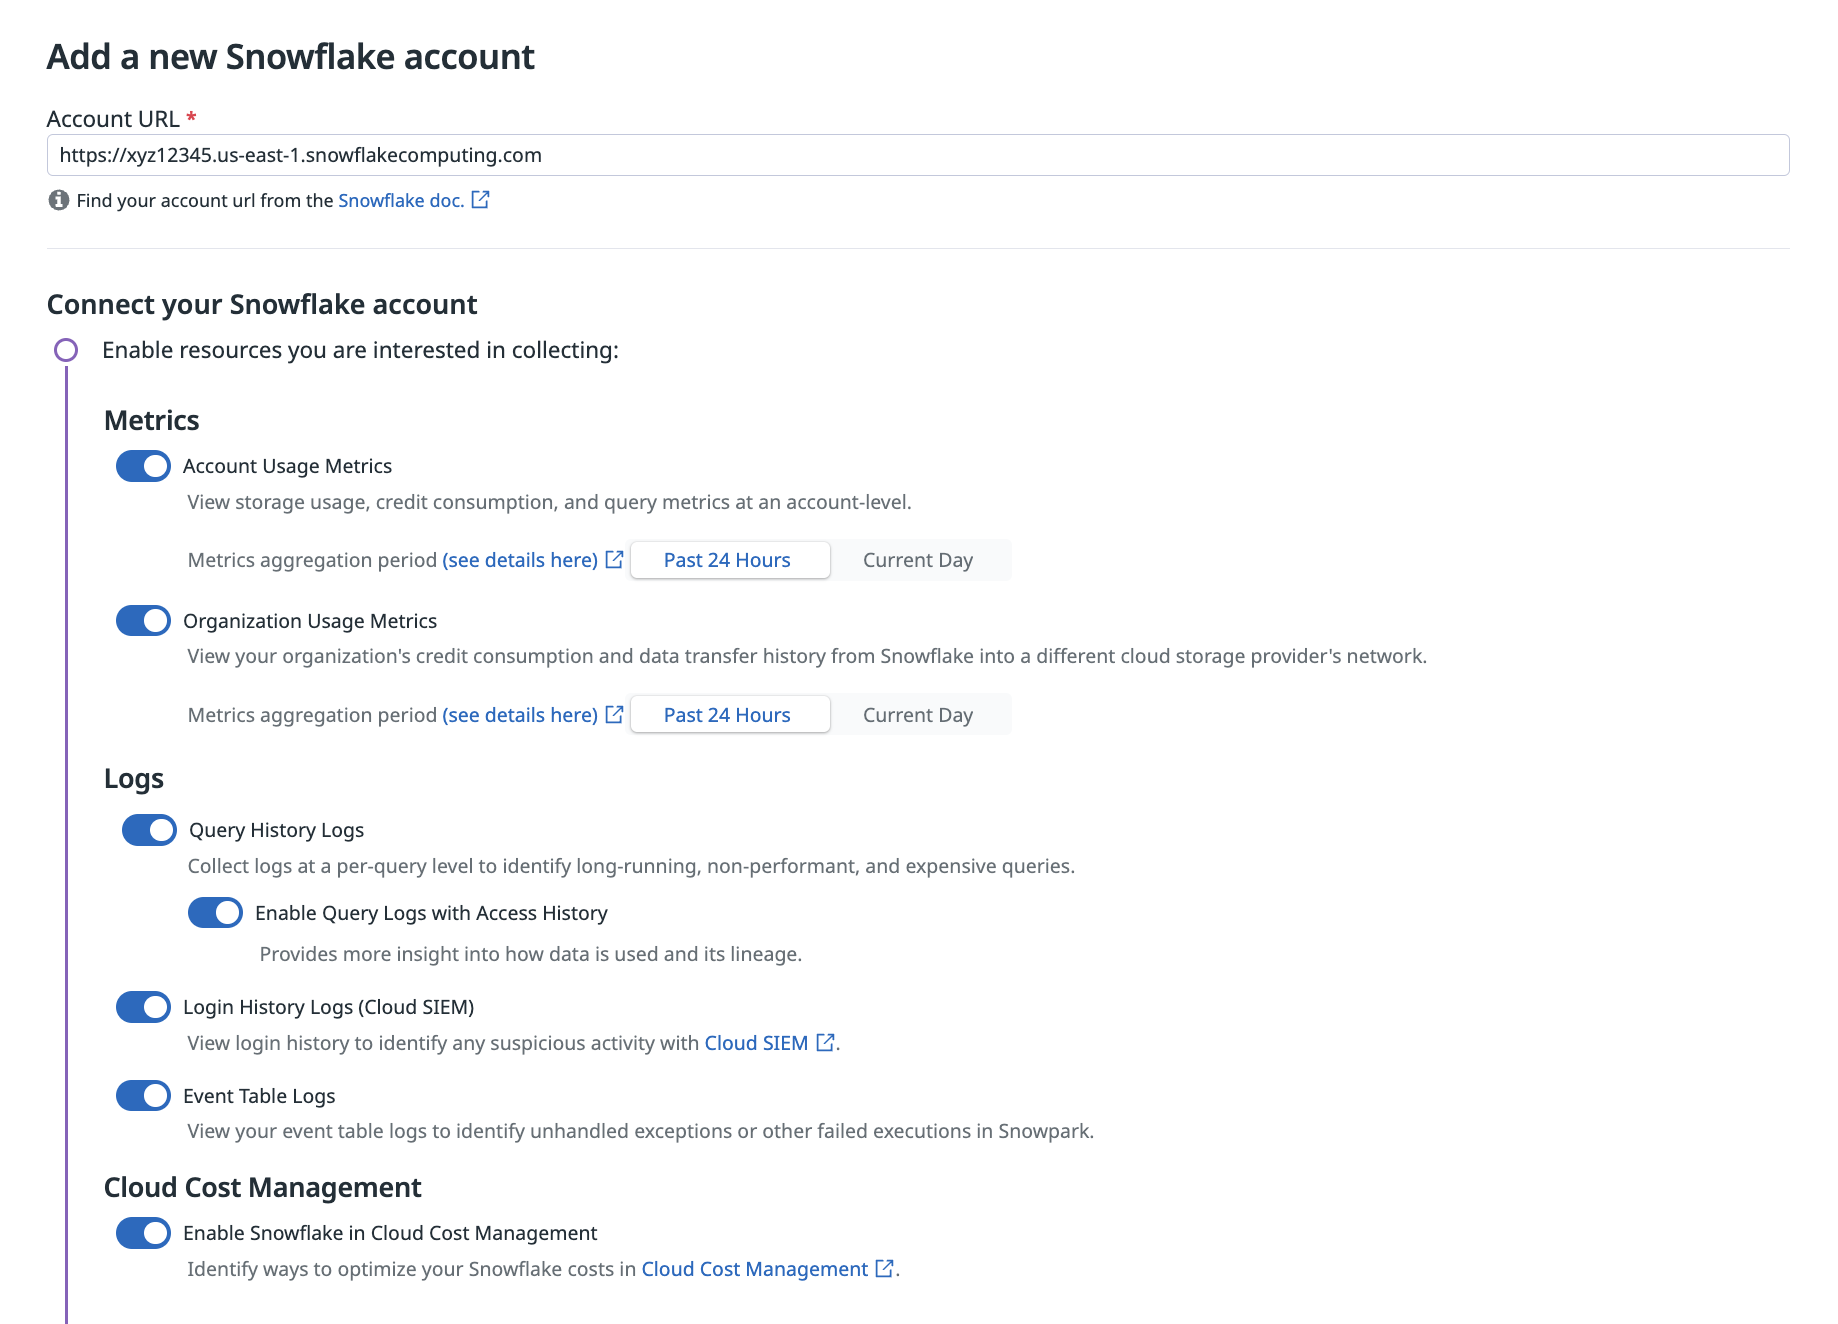 Add a new Snowflake account
Account URL *
https://xyz12345.us-east-1.snowflakecomputing.com
Find your account url from the Snowflake doc.
Connect your Snowflake account
Enable resources you are interested in collecting:
Metrics
Account Usage Metrics
View storage usage, credit consumption, and query metrics at an account-level.
Metrics aggregation period (see details here) Past 24 Hours Current Day
Organization Usage Metrics
View your organization's credit consumption and data transfer history from Snowflake into a different cloud storage provider's network.
Metrics aggregation period (see details here) Past 24 Hours Current Day
Logs
Query History Logs
Collect logs at a per-query level to identify long-running, non-performant, and expensive queries.
Enable Query Logs with Access History
Provides more insight into how data is used and its lineage.
Login History Logs (Cloud SIEM)
View login history to identify any suspicious activity with Cloud SIEM.
Event Table Logs
View your event table logs to identify unhandled exceptions or other failed executions in Snowpark.
Cloud Cost Management
Enable Snowflake in Cloud Cost Management
Identify ways to optimize your Snowflake costs in Cloud Cost Management.